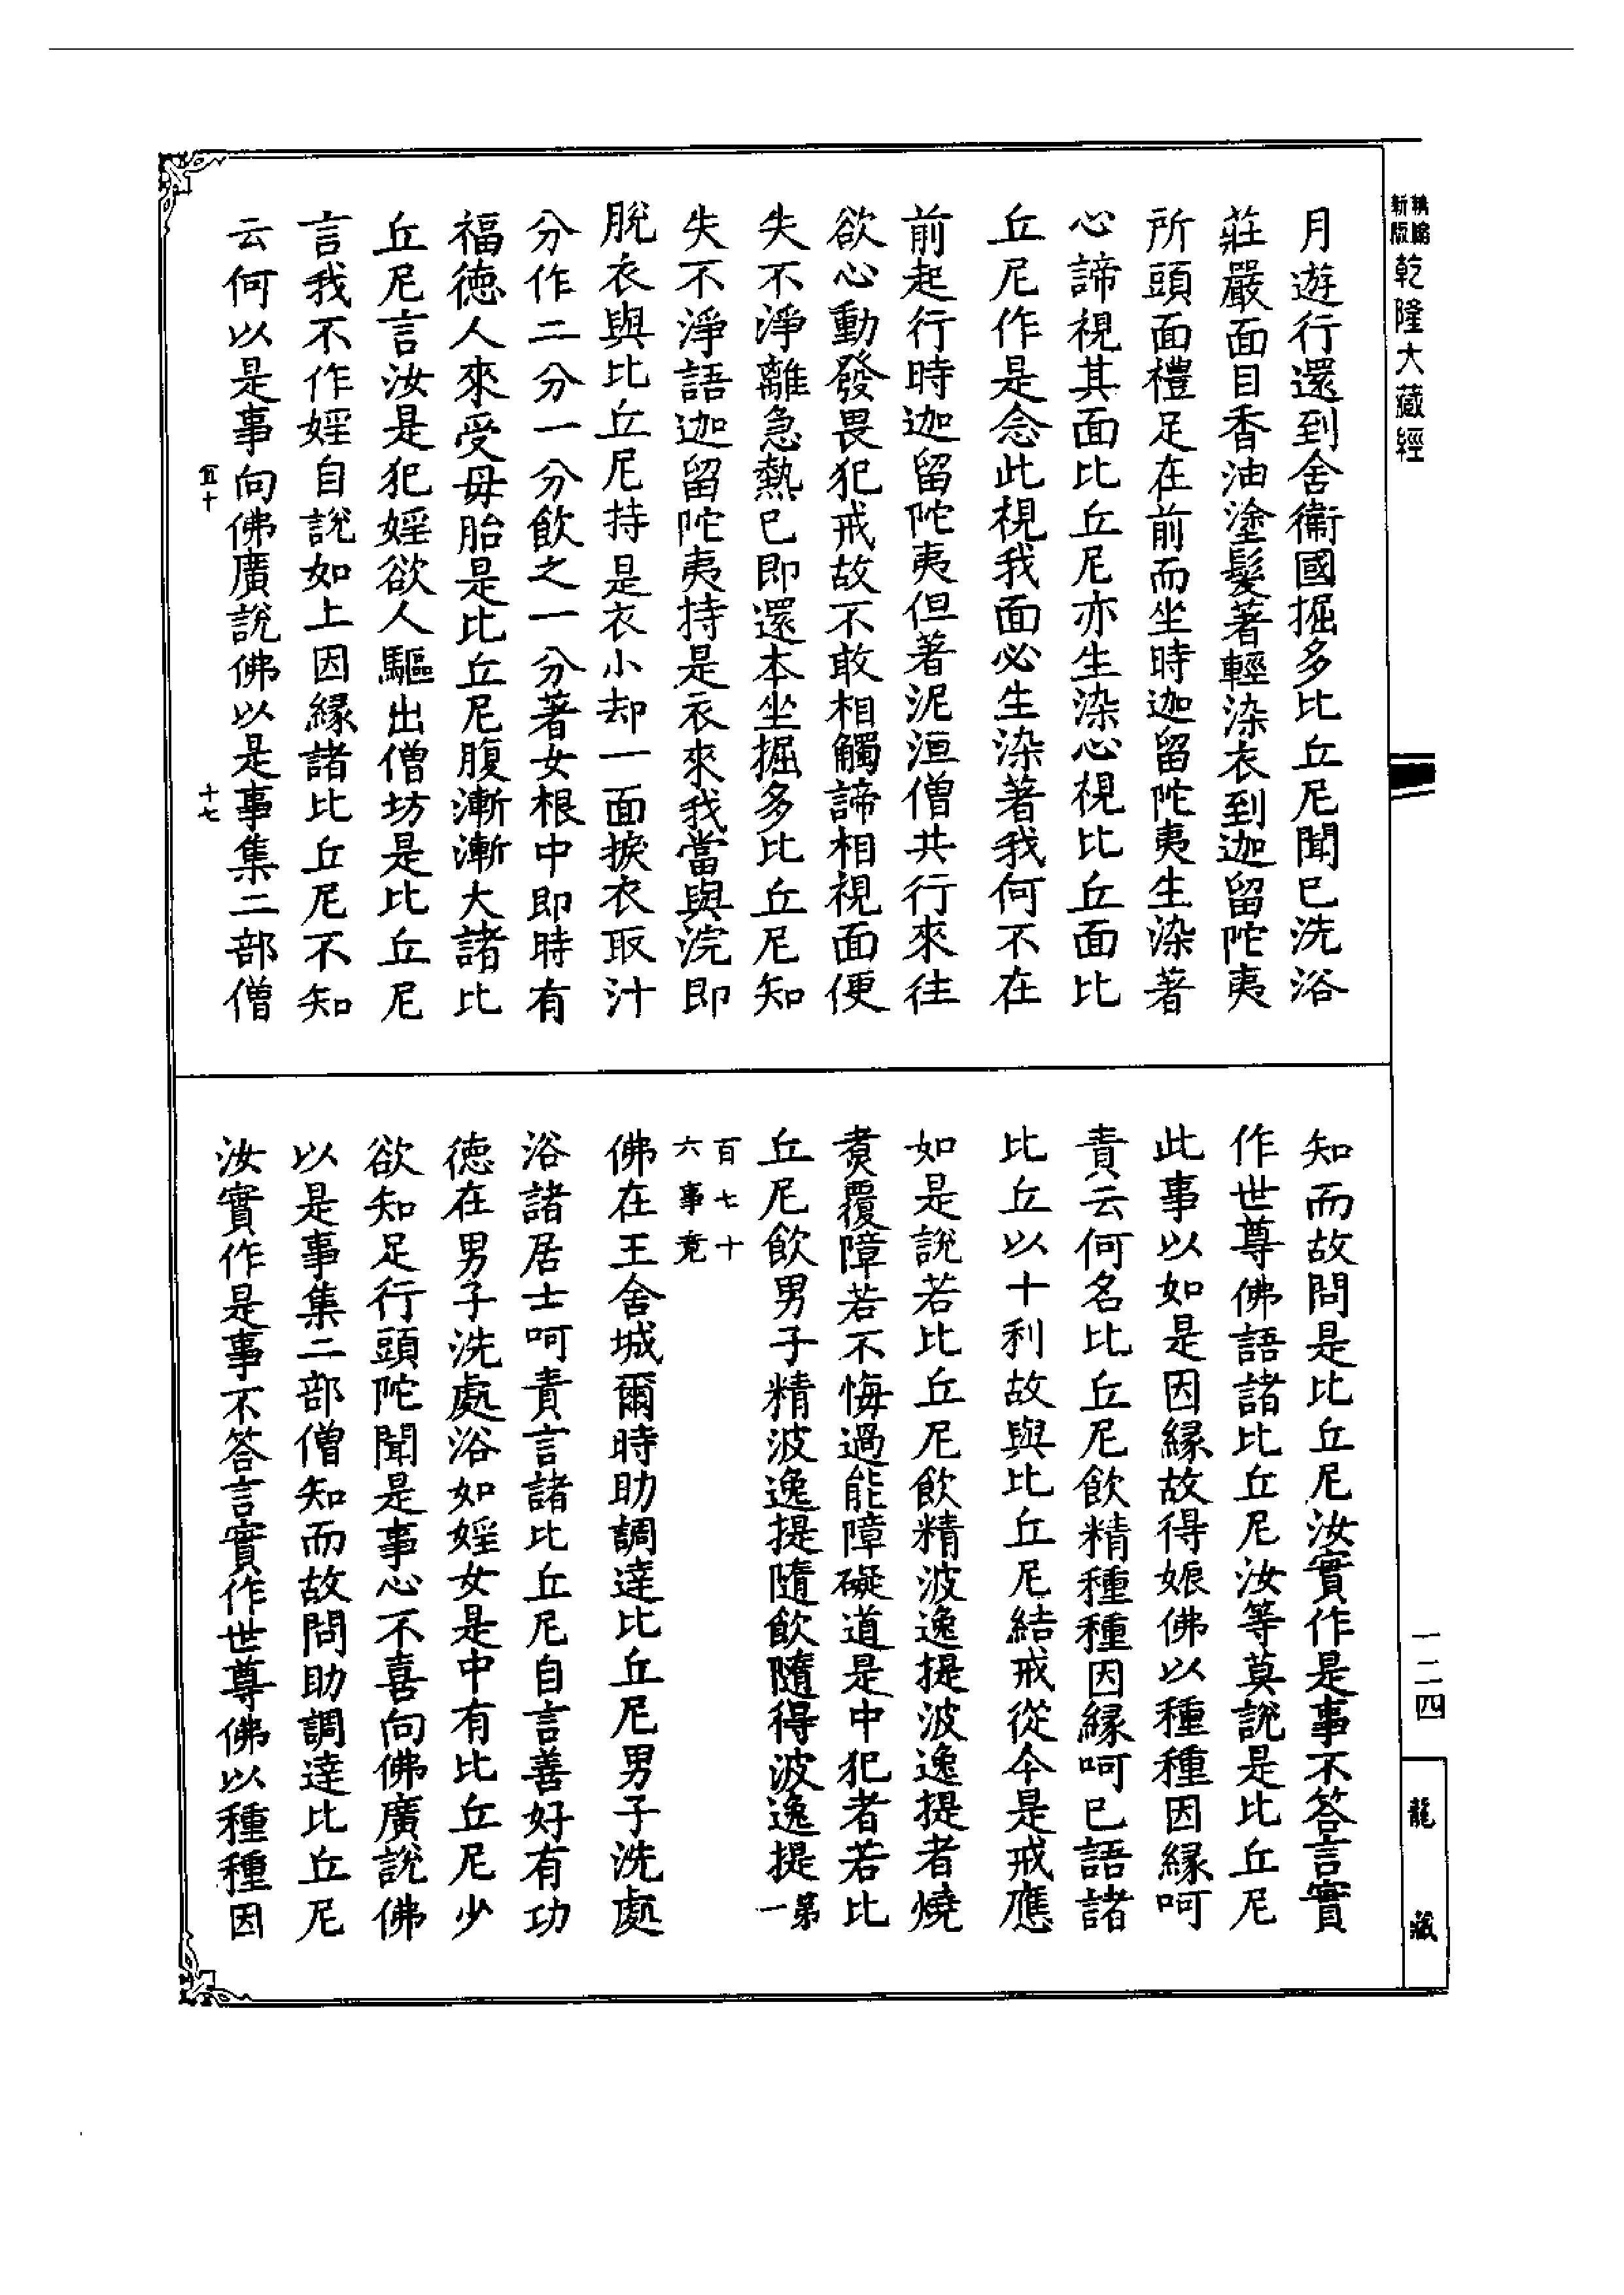 新版
乾隆大藏經
月遊行還到舍衞國掘多比丘尼聞已洗浴
莊嚴面目香油塗髮著輕染衣到迦留陀夷
所頭面禮足在前而坐時迦留陀夷生染著
心諦視其面比丘尼亦生染心視比丘面比
丘尼作是念此視我面必生染著我何不在
前起行時迦留陀夷但著泥洹僧共行來往
欲心動發畏犯戒故不敢相觸諦相視面便
失不淨離急熱已即還本坐掘多比丘尼知
失不淨語迦留陀夷持是衣來我當與浣即
脫衣與比丘尼持是衣小却一面捩衣取汁
分作二分一分飲之一分著女根中即時有
福德人來受母胎是比丘尼腹漸漸大諸比
丘尼言汝是犯婬欲人驅出僧坊是比丘尼
言我不作婬自說如上因緣諸比丘尼不知
云何以是事向佛廣說佛以是事集二部僧
十七
知而故問是比丘尼汝實作是事不答言實
作世尊佛語諸比丘尼汝等莫說是比丘尼
此事以如是因緣故得娠佛以種種因緣呵
責云何名比丘尼飲精種種因緣呵已語諸
比丘以十利故與比丘尼結戒從今是戒應
如是說若比丘尼飲精波逸提波逸提者燒
煑覆障若不悔過能障礙道是中犯者若比
丘尼飲男子精波逸提隨飲隨得波逸提第一
百七十
六事竟
佛在王舍城爾時助調達比丘尼男子洗處
浴諸居士呵責言諸比丘尼自言善好有功
德在男子洗處浴如婬女是中有比丘尼少
欲知足行頭陀聞是事心不喜向佛廣說佛
以是事集二部僧知而故問助調達比丘尼
汝實作是事不答言實作世尊佛以種種因
一二四
龍藏